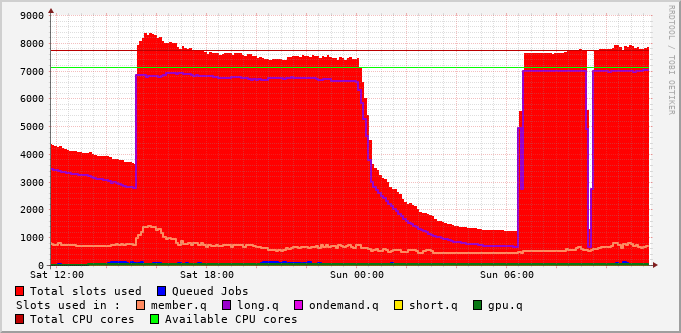 9000
8000
7000
6000
5000
4000
3000
2000
1000
0
Sat 12:00 Sat 18:00 Sun 00:00 Sun 06:00
RRDTOOL / TOBI OETIKER
Total slots used Queued Jobs
Slots used in : member.q long.q ondemand.q short.q gpu.q
Total CPU cores Available CPU cores